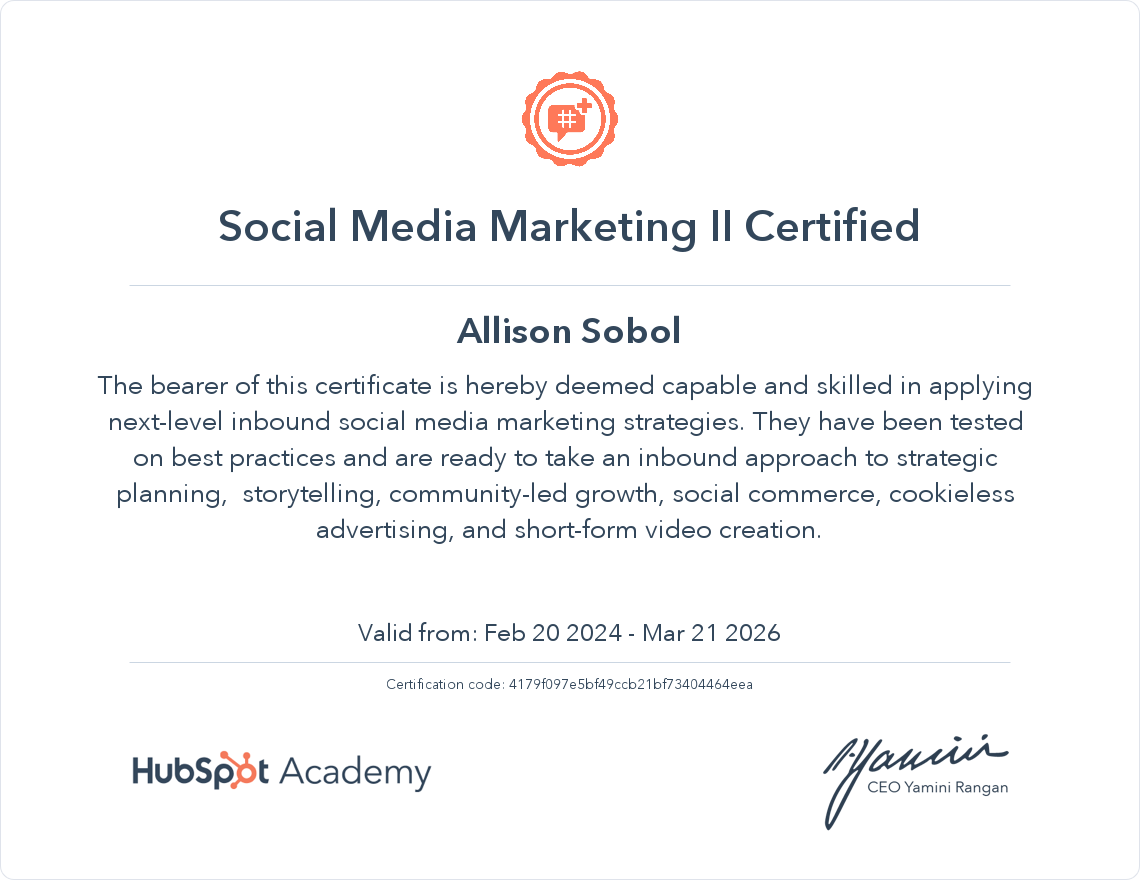 Social Media Marketing II Certified
Allison Sobol
The bearer of this certificate is hereby deemed capable and skilled in applying
next-level inbound social media marketing strategies. They have been tested
on best practices and are ready to take an inbound approach to strategic
planning,  storytelling, community-led growth, social commerce, cookieless
advertising, and short-form video creation.
Valid from: Feb 20 2024 - Mar 21 2026
Certification code: 4179f097e5bf49ccb21bf73404464eea
HubSpot Academy
Yamini
CEO Yamini Rangan